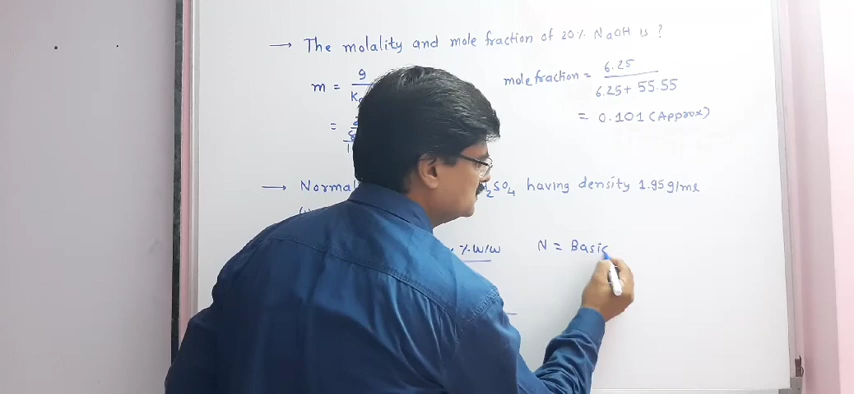 → The molality and mole fraction of 20% NaOH is ?
m = g
mole fraction = 6.25
6.25 + 55.55
=
= 0.101 (Approx)
→ Normal SO4 having density 1.95 g/ml
% W/W N = Basic